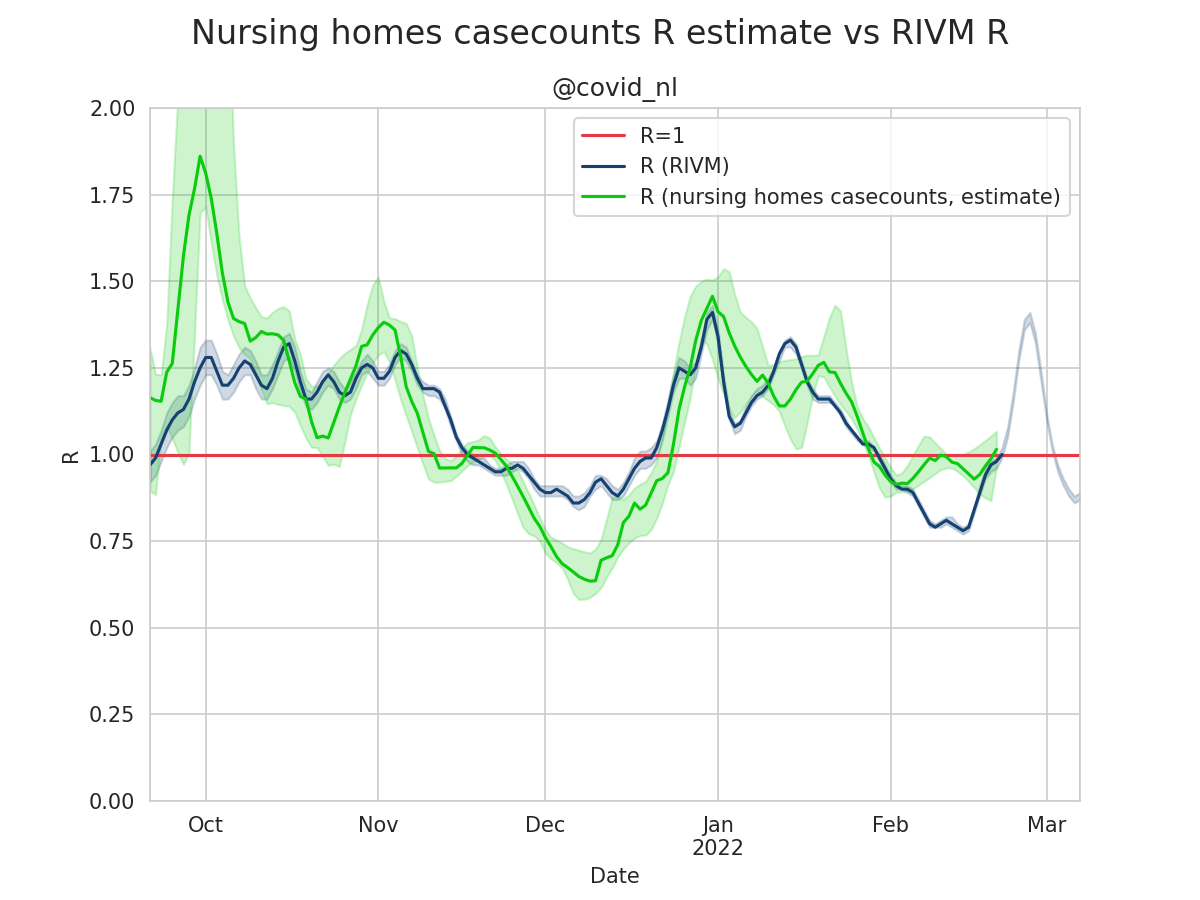 Nursing homes casecounts R estimate vs RIVM R
@covid_nl
R=1
R (RIVM)
R (nursing homes casecounts, estimate)
2.00
1.75
1.50
1.25
1.00
0.75
0.50
0.25
0.00
R
Oct
Nov
Dec
Jan
2022
Feb
Mar
Date